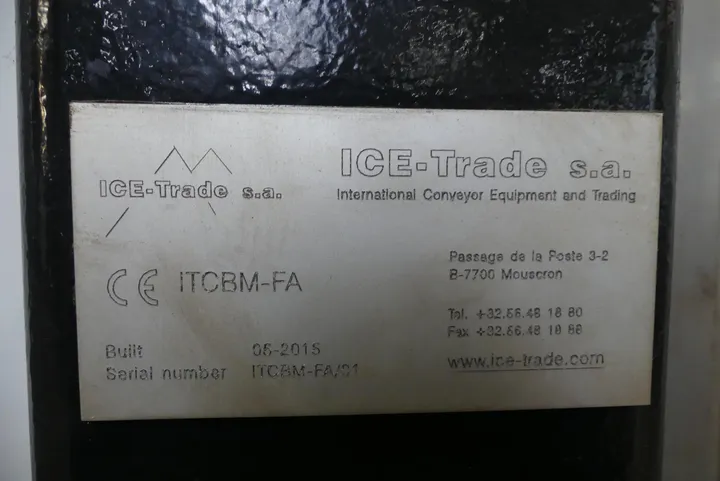 ICE-Trade s.a.
ICE-Trade s.a.
International Conveyor Equipment and Trading
Passage de la Poste 3-2
B-7700 Mouscron
CE ITCBM-FA
Tel. +32.56.48 18 80
Fax +32.56.48 18 88
Built 05-2015
Serial number ITCBM-FA/01
www.ice-trade.com